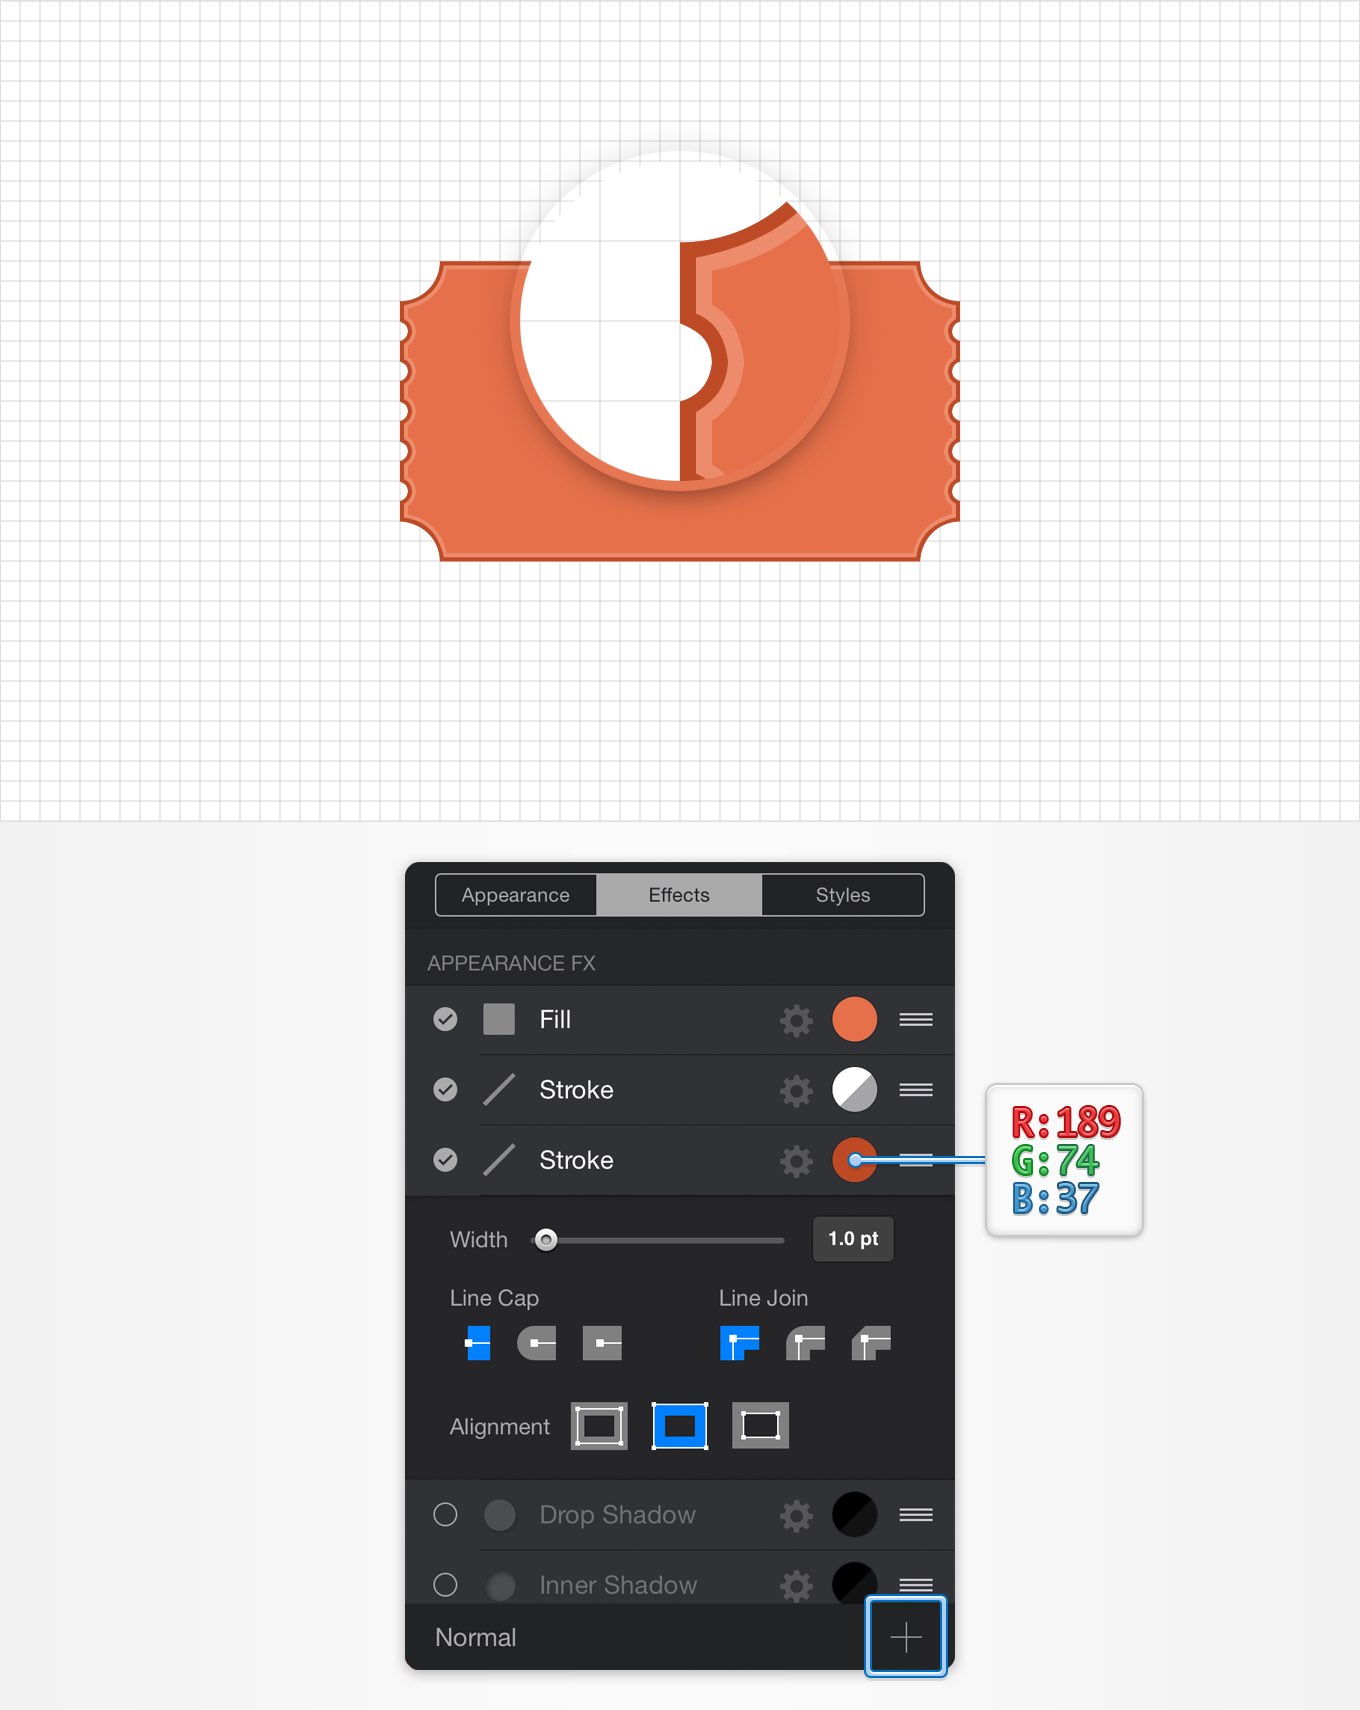 Appearance
Effects
Styles
APPEARANCE FX
Fill
Stroke
Stroke
R:189
G:74
B:37
Width
1.0 pt
Line Cap
Line Join
Alignment
Drop Shadow
Inner Shadow
Normal